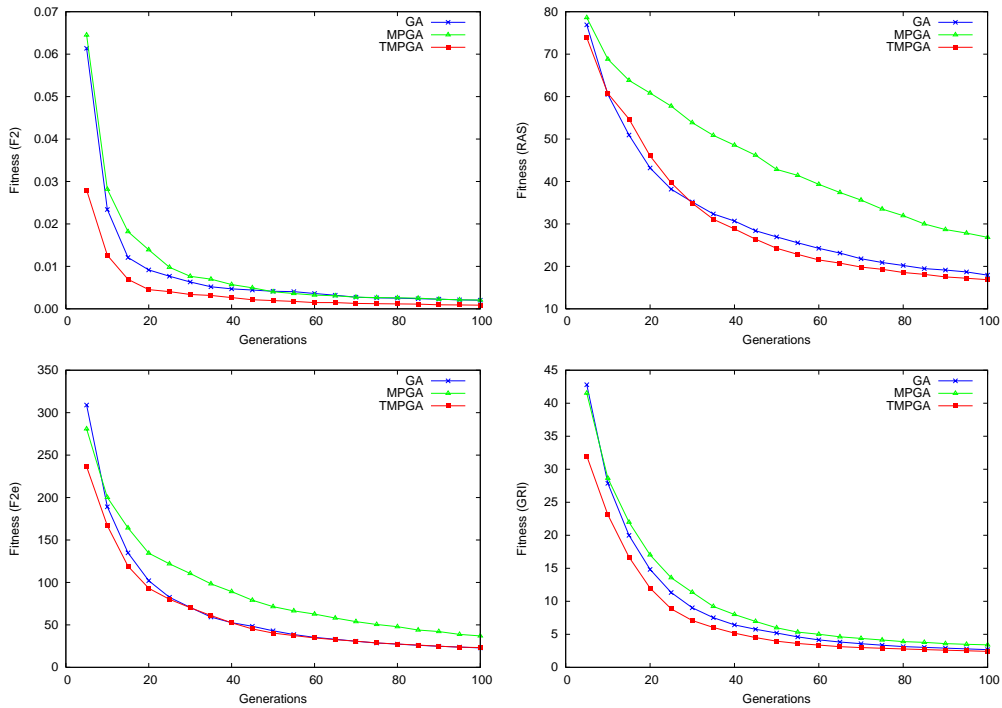 0.07
0.06
0.05
0.04
0.03
0.02
0.01
0.00
0 20 40 60 80 100
Fitness (F2)
Generations
GA
MPGA
TMPGA
80
70
60
50
40
30
20
10
0 20 40 60 80 100
Fitness (RAS)
Generations
GA
MPGA
TMPGA
350
300
250
200
150
100
50
0
0 20 40 60 80 100
Fitness (F2e)
Generations
GA
MPGA
TMPGA
45
40
35
30
25
20
15
10
5
0
0 20 40 60 80 100
Fitness (GRI)
Generations
GA
MPGA
TMPGA